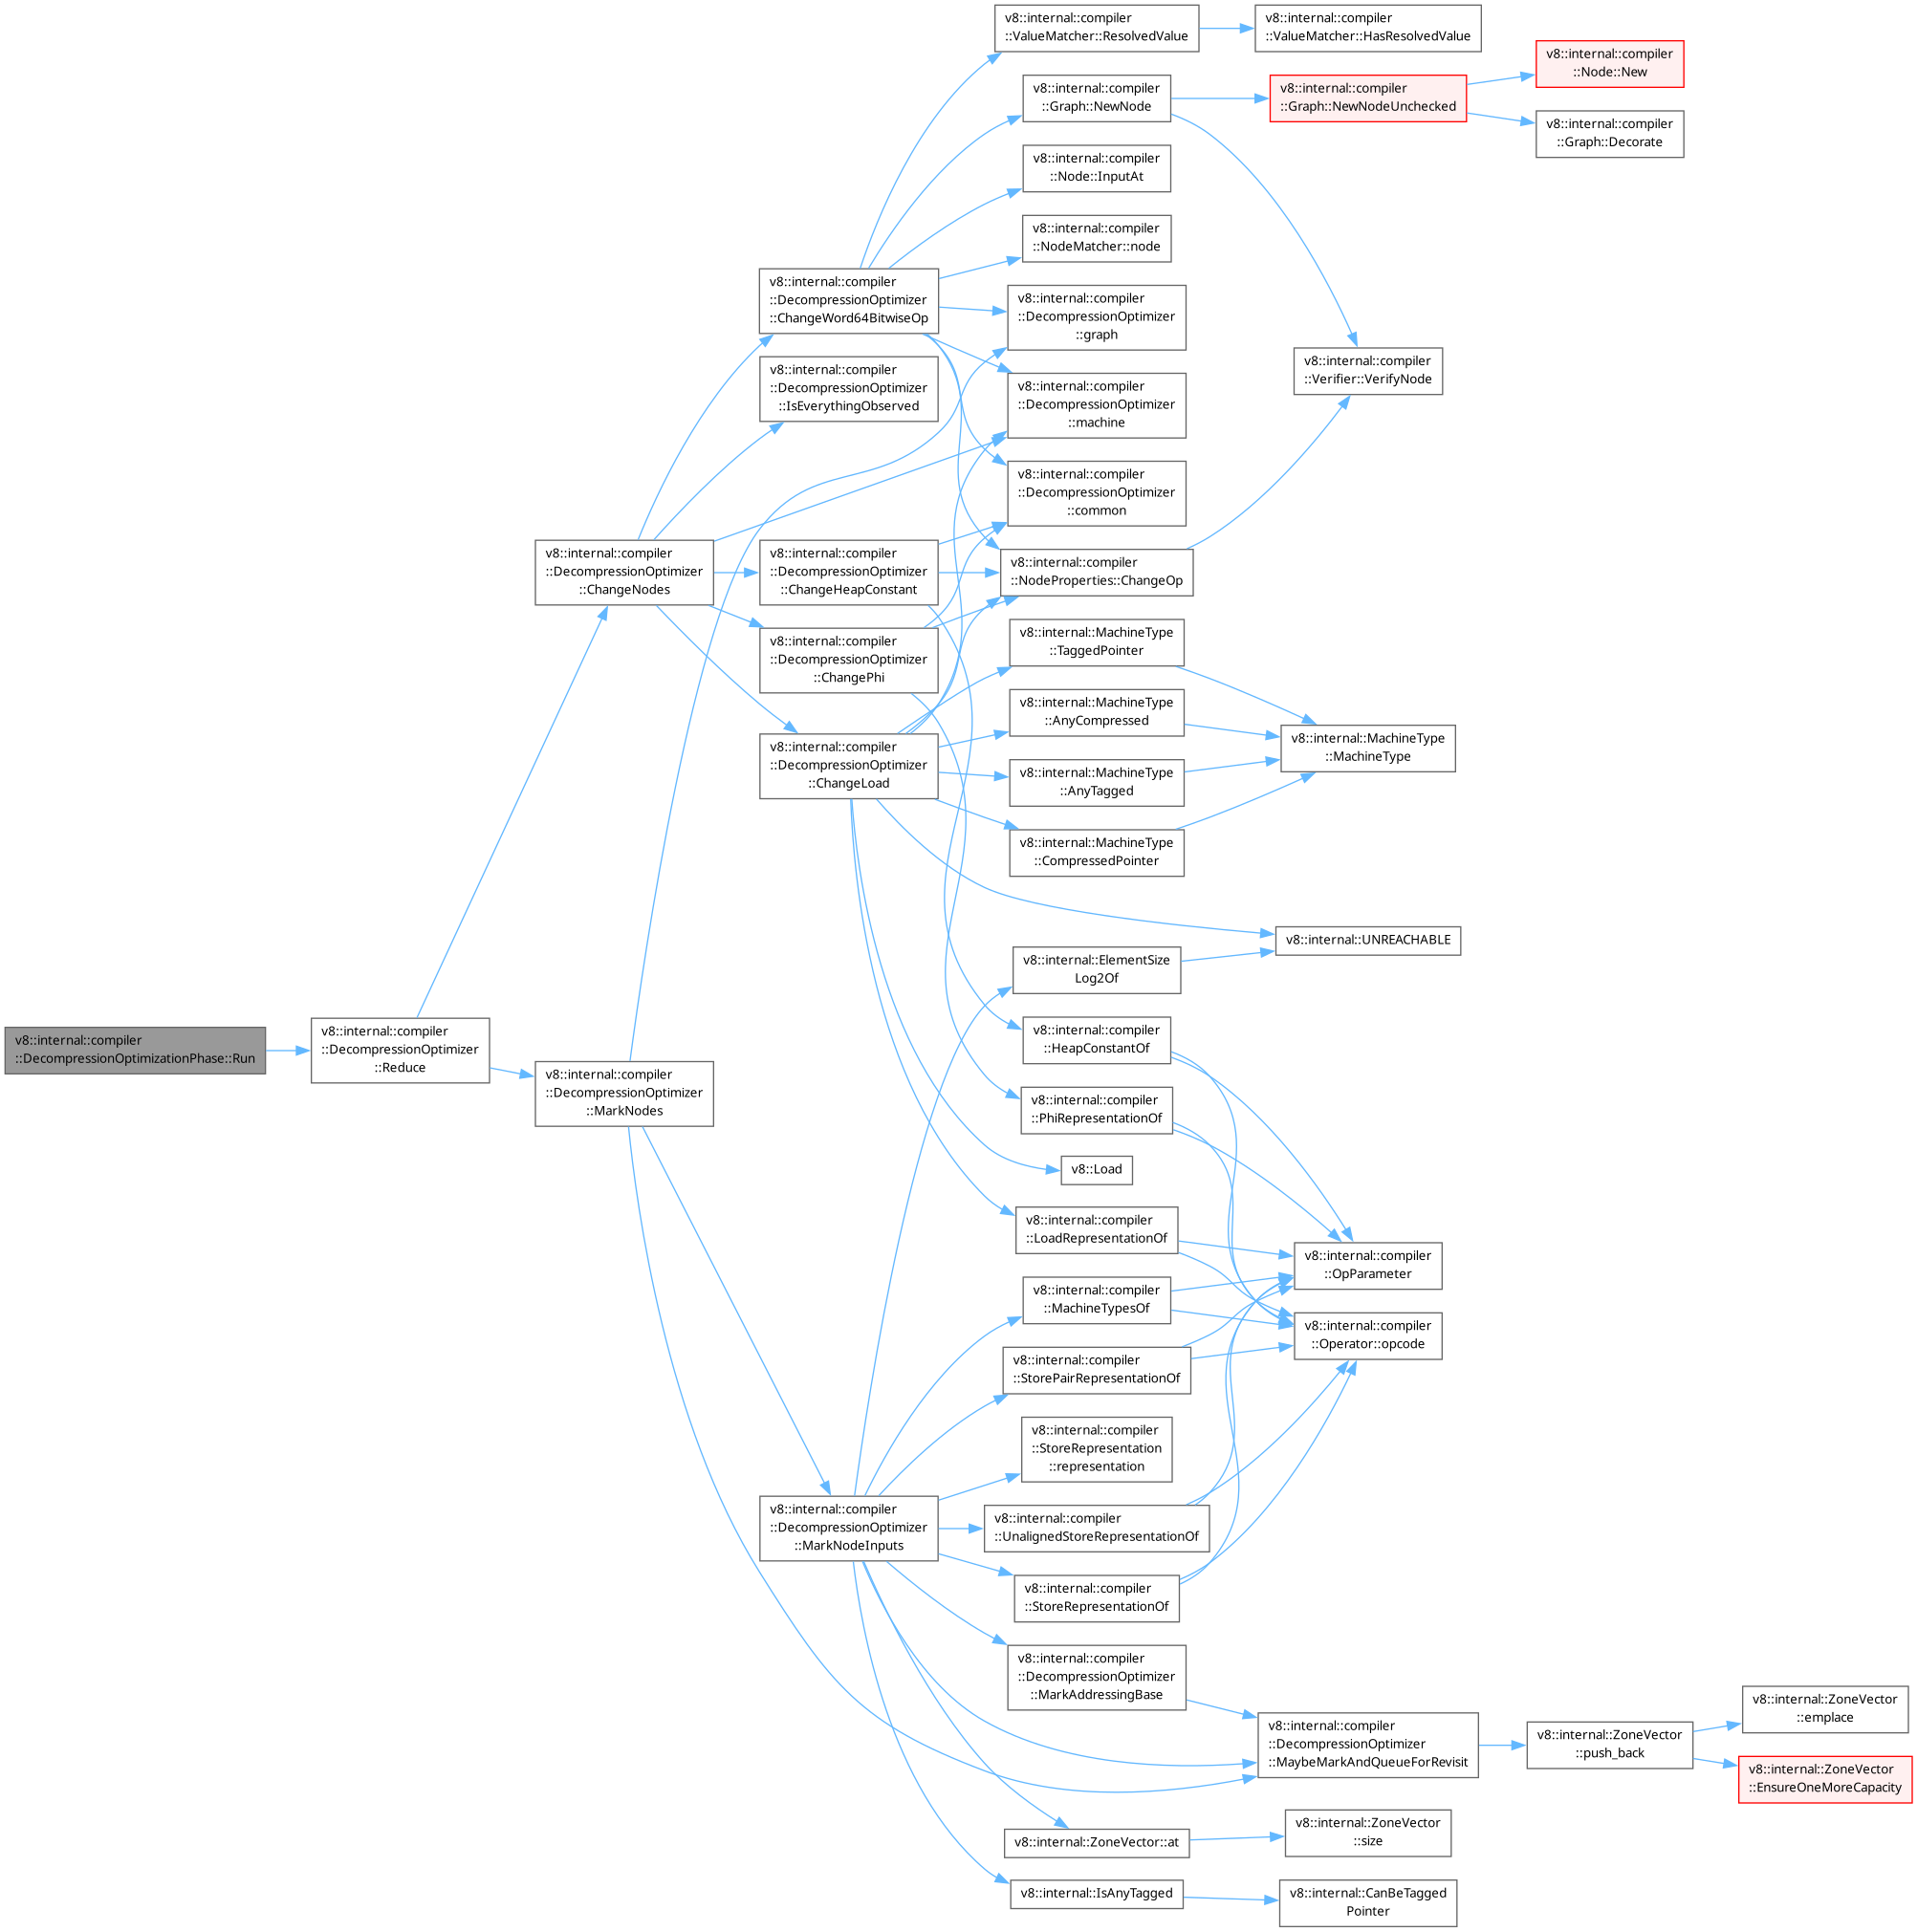 v8::internal::compiler
::DecompressionOptimizationPhase::Run
v8::internal::compiler
::DecompressionOptimizer
::Reduce
v8::internal::compiler
::DecompressionOptimizer
::ChangeNodes
v8::internal::compiler
::DecompressionOptimizer
::MarkNodes
v8::internal::compiler
::DecompressionOptimizer
::ChangeWord64BitwiseOp
v8::internal::compiler
::DecompressionOptimizer
::IsEverythingObserved
v8::internal::compiler
::DecompressionOptimizer
::ChangeHeapConstant
v8::internal::compiler
::DecompressionOptimizer
::ChangePhi
v8::internal::compiler
::DecompressionOptimizer
::ChangeLoad
v8::internal::compiler
::DecompressionOptimizer
::MarkNodeInputs
v8::internal::compiler
::ValueMatcher::ResolvedValue
v8::internal::compiler
::Graph::NewNode
v8::internal::compiler
::Node::InputAt
v8::internal::compiler
::NodeMatcher::node
v8::internal::compiler
::DecompressionOptimizer
::graph
v8::internal::compiler
::DecompressionOptimizer
::machine
v8::internal::compiler
::DecompressionOptimizer
::common
v8::internal::compiler
::NodeProperties::ChangeOp
v8::internal::MachineType
::TaggedPointer
v8::internal::MachineType
::AnyCompressed
v8::internal::MachineType
::AnyTagged
v8::internal::MachineType
::CompressedPointer
v8::internal::ElementSize
Log2Of
v8::internal::compiler
::HeapConstantOf
v8::internal::compiler
::PhiRepresentationOf
v8::Load
v8::internal::compiler
::LoadRepresentationOf
v8::internal::compiler
::MachineTypesOf
v8::internal::compiler
::StorePairRepresentationOf
v8::internal::compiler
::StoreRepresentation
::representation
v8::internal::compiler
::UnalignedStoreRepresentationOf
v8::internal::compiler
::StoreRepresentationOf
v8::internal::compiler
::DecompressionOptimizer
::MarkAddressingBase
v8::internal::ZoneVector::at
v8::internal::IsAnyTagged
v8::internal::compiler
::ValueMatcher::HasResolvedValue
v8::internal::compiler
::Graph::NewNodeUnchecked
v8::internal::compiler
::Verifier::VerifyNode
v8::internal::MachineType
::MachineType
v8::internal::UNREACHABLE
v8::internal::compiler
::OpParameter
v8::internal::compiler
::Operator::opcode
v8::internal::compiler
::DecompressionOptimizer
::MaybeMarkAndQueueForRevisit
v8::internal::ZoneVector
::size
v8::internal::CanBeTagged
Pointer
v8::internal::compiler
::Node::New
v8::internal::compiler
::Graph::Decorate
v8::internal::ZoneVector
::push_back
v8::internal::ZoneVector
::emplace
v8::internal::ZoneVector
::EnsureOneMoreCapacity